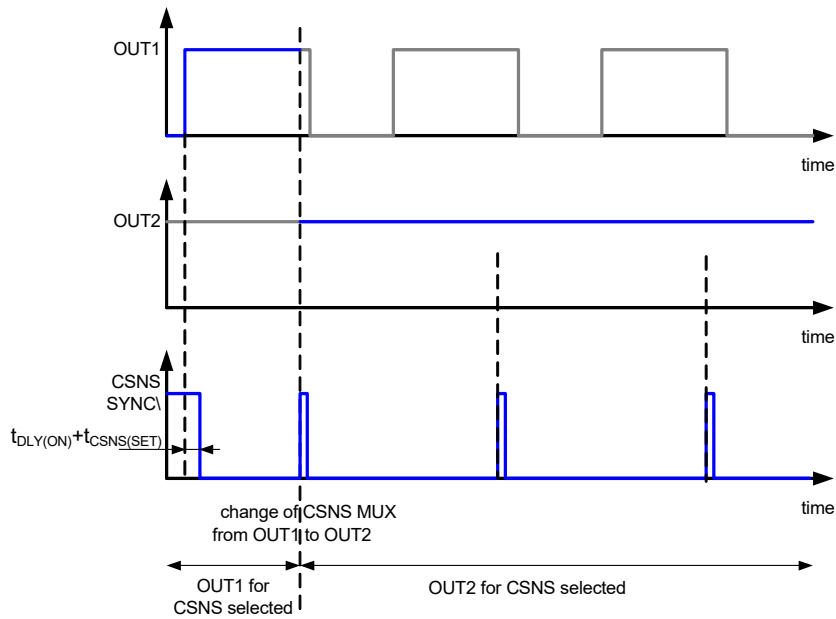 OUT1
time
OUT2
time
CSNS
SYNC\
tDLY(ON)+tCSNS(SET)
time
change of CSNS MUX
from OUT1 to OUT2
OUT1 for
CSNS selected
OUT2 for CSNS selected